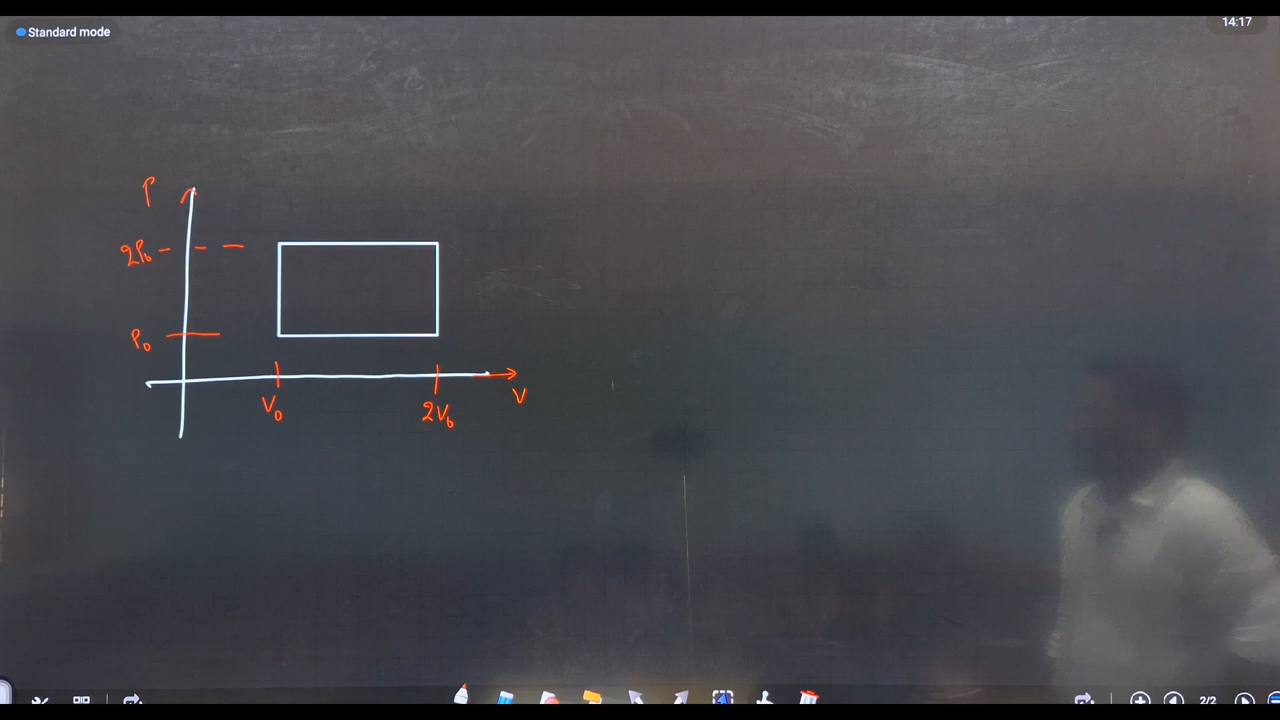 Standard mode
14:17
P
2P₀
P₀
V₀
2V₀
V
2/2